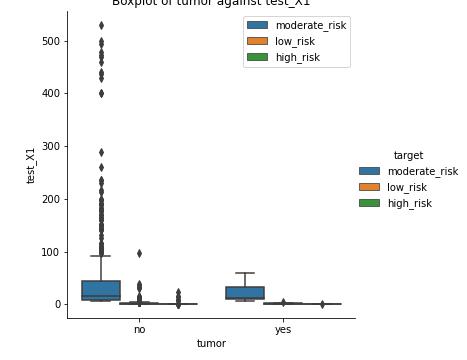 Boxplot of tumor against test_X1
moderate_risk
low_risk
high_risk
500
400
300
200
100
0
test_X1
no
yes
tumor
target
moderate_risk
low_risk
high_risk